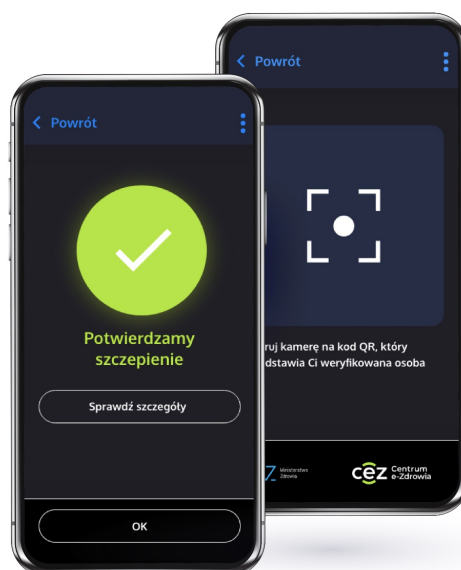 Powrót
Potwierdzamy
szczepienie
Sprawdź szczegóły
OK
Powrót
ruj kamerę na kod QR, który
dstawia Ci weryfikowana osoba
Z Ministerstwo
Zdrowia
cez Centrum
e-Zdrowia